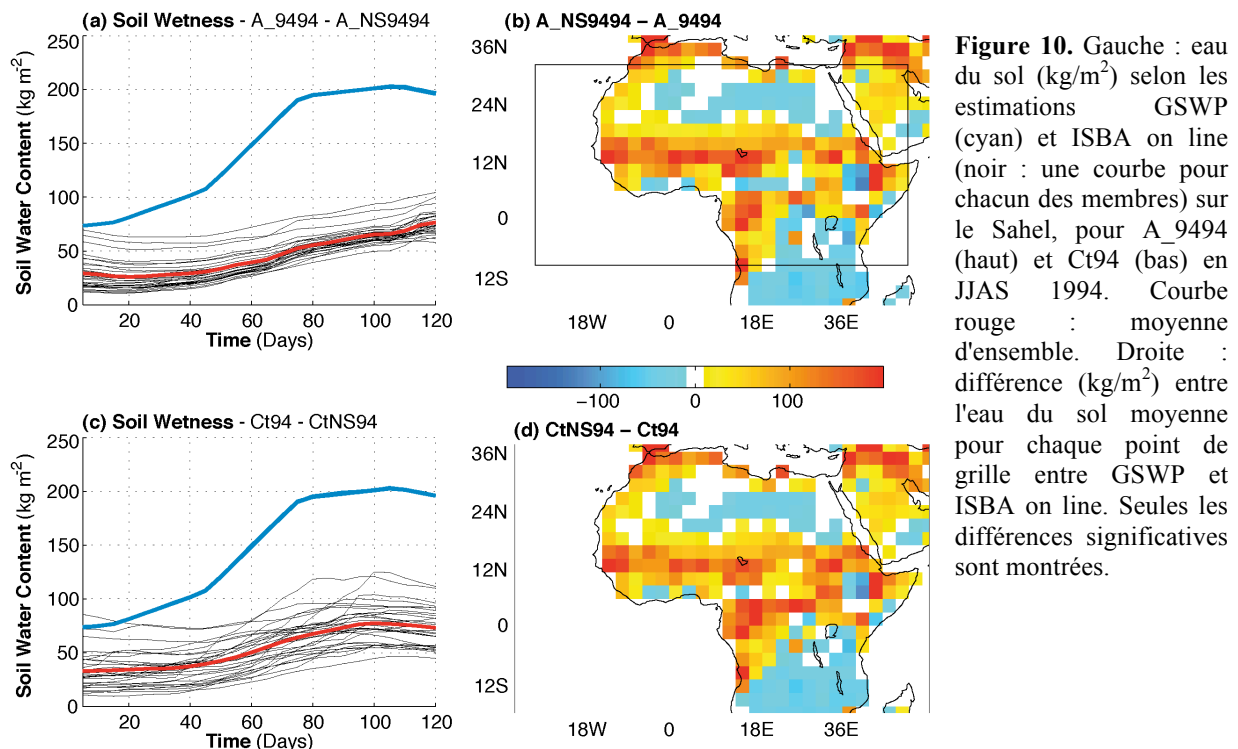 (a) Soil Wetness - A_9494 - A_NS9494
250
200
150
100
50
0
Soil Water Content (kg m-2)
20 40 60 80 100 120
Time (Days)
(b) A_NS9494 – A_9494
36N
24N
12N
0
12S
18W 0 18E 36E
−100 100
(c) Soil Wetness - Ct94 - CtNS94
250
200
150
100
50
0
Soil Water Content (kg m-2)
20 40 60 80 100 120
Time (Days)
(d) CtNS94 – Ct94
36N
24N
12N
0
12S
18W 0 18E 36E
Figure 10. Gauche : eau
du sol (kg/m2) selon les
estimations GSWP
(cyan) et ISBA on line
(noir : une courbe pour
chacun des membres) sur
le Sahel, pour A_9494
(haut) et Ct94 (bas) en
JJAS 1994. Courbe
rouge : moyenne
d'ensemble. Droite :
différence (kg/m2) entre
l'eau du sol moyenne
pour chaque point de
grille entre GSWP et
ISBA on line. Seules les
différences significatives
sont montrées.